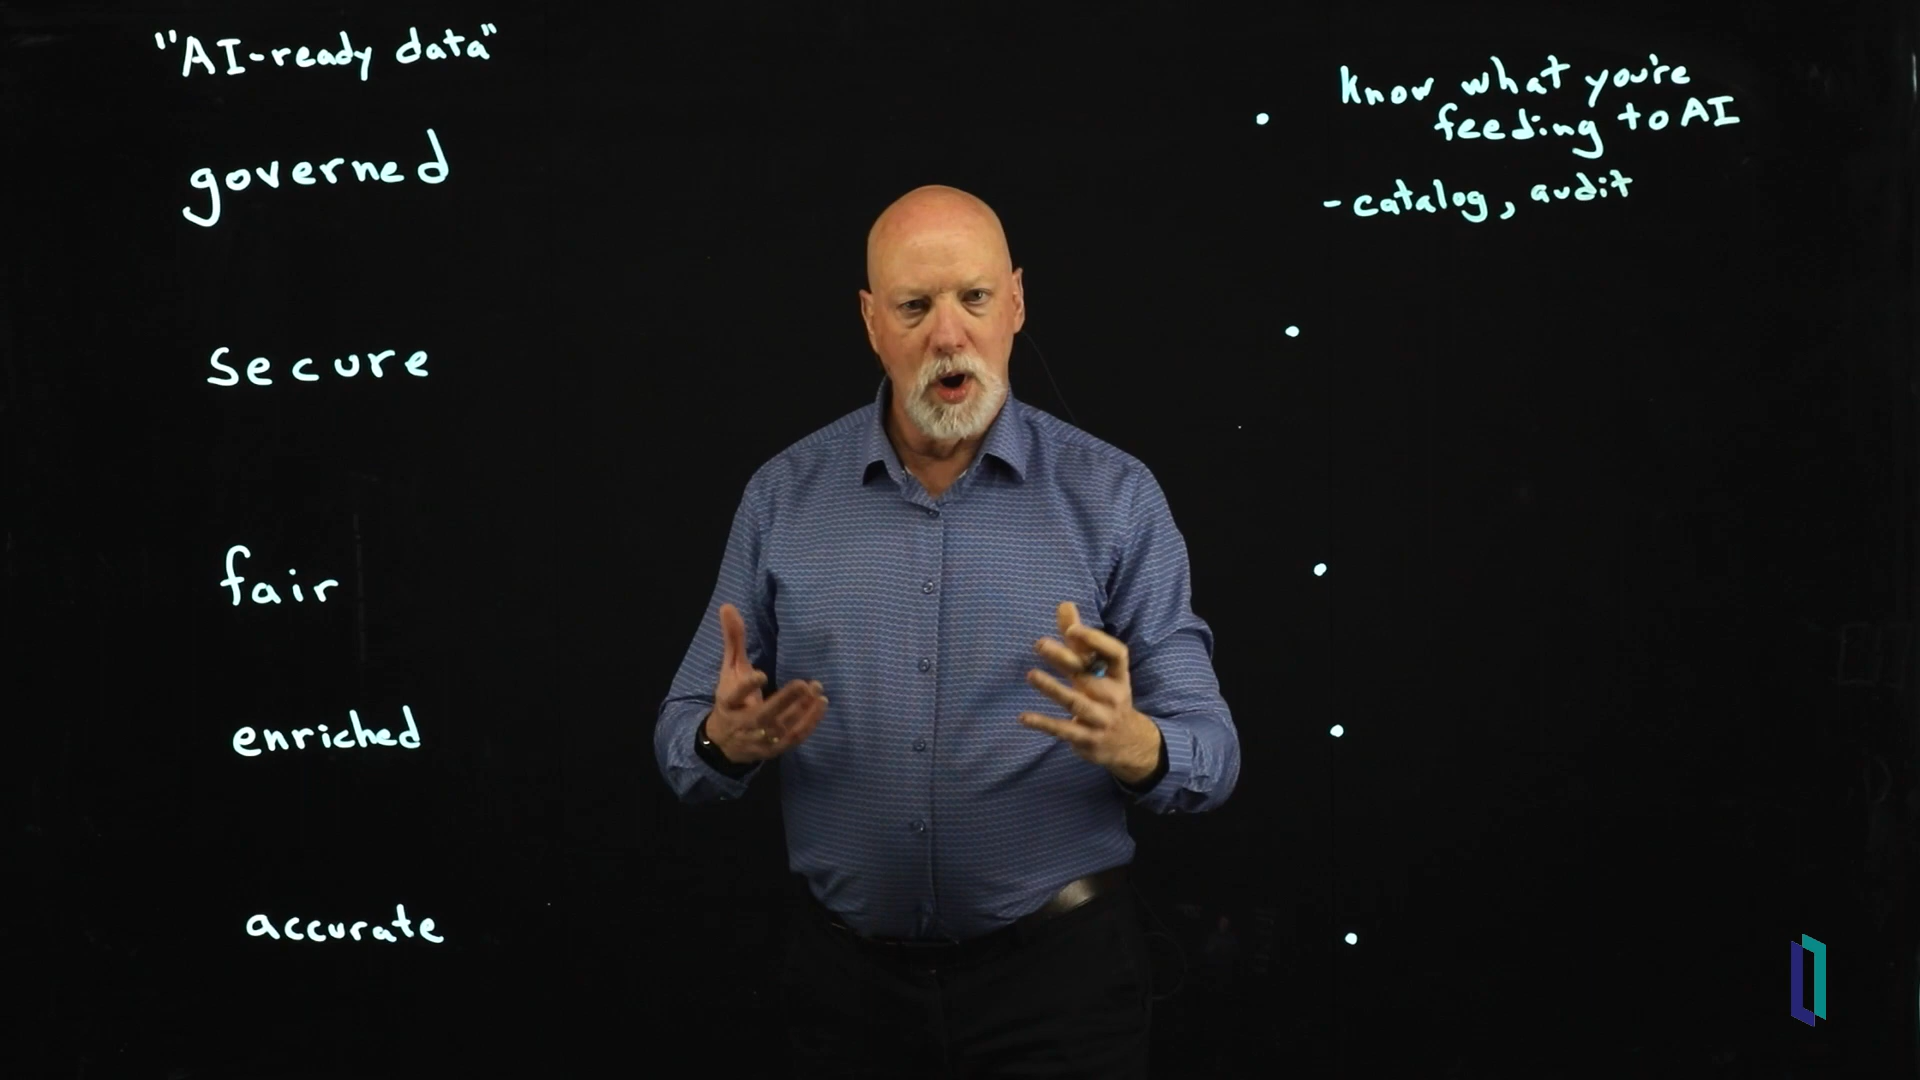 "AI-ready data"
governed
secure
fair
enriched
accurate
Know what you're
feeding to AI
- catalog, audit